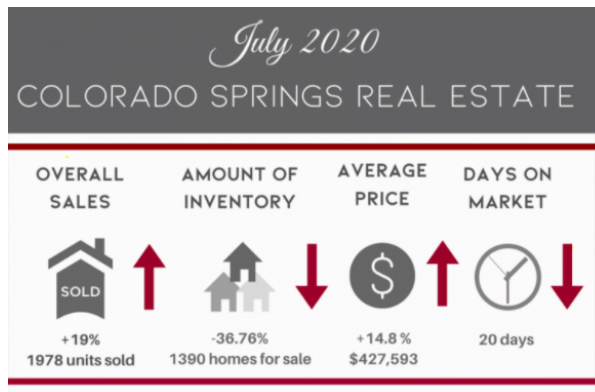 July 2020
COLORADO SPRINGS REAL ESTATE
OVERALL
SALES
AMOUNT OF
INVENTORY
AVERAGE
PRICE
DAYS ON
MARKET
SOLD
$
+19%
1978 units sold
-36.76%
1390 homes for sale
+14.8 %
$427,593
20 days